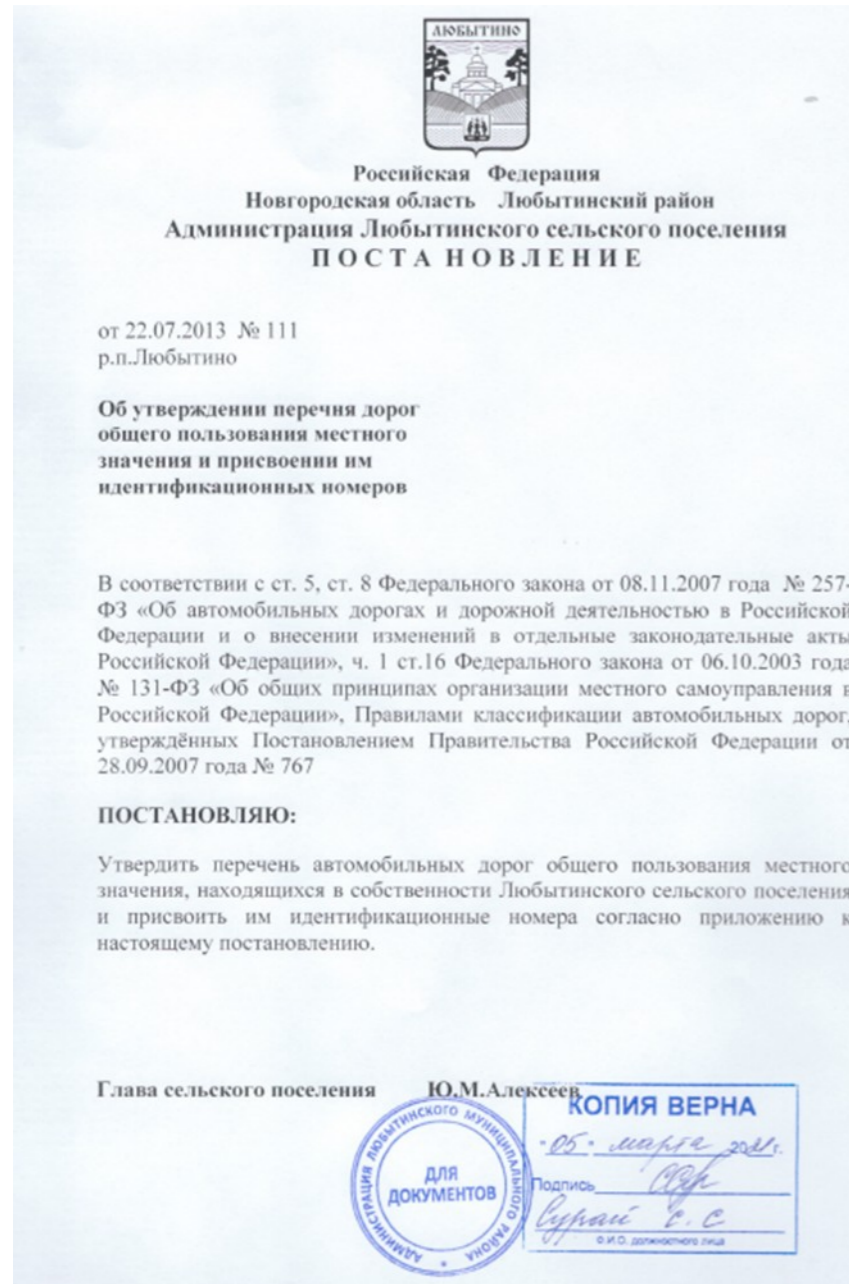 ЛЮБЫТИНО
Российская Федерация
Новгородская область Любытинский район
Администрация Любытинского сельского поселения
П О С Т А Н О В Л Е Н И Е
от 22.07.2013 № 111
р.п.Любытино
Об утверждении перечня дорог
общего пользования местного
значения и присвоении им
идентификационных номеров
В соответствии с ст. 5, ст. 8 Федерального закона от 08.11.2007 года № 257-
ФЗ «Об автомобильных дорогах и дорожной деятельностью в Российской
Федерации и о внесении изменений в отдельные законодательные акты
Российской Федерации», ч. 1 ст.16 Федерального закона от 06.10.2003 года
№ 131-ФЗ «Об общих принципах организации местного самоуправления в
Российской Федерации», Правилами классификации автомобильных дорог,
утверждённых Постановлением Правительства Российской Федерации от
28.09.2007 года № 767
ПОСТАНОВЛЯЮ:
Утвердить перечень автомобильных дорог общего пользования местного
значения, находящихся в собственности Любытинского сельского поселения
и присвоить им идентификационные номера согласно приложению к
настоящему постановлению.
Глава сельского поселения Ю.М.Алексеев
АДМИНИСТРАЦИЯ ЛЮБЫТИНСКОГО МУНИЦИПАЛЬНОГО РАЙОНА
ДЛЯ
ДОКУМЕНТОВ
КОПИЯ ВЕРНА
"05" марта 2021г.
Подпись
Сурай С. С
Ф.И.О. должностного лица